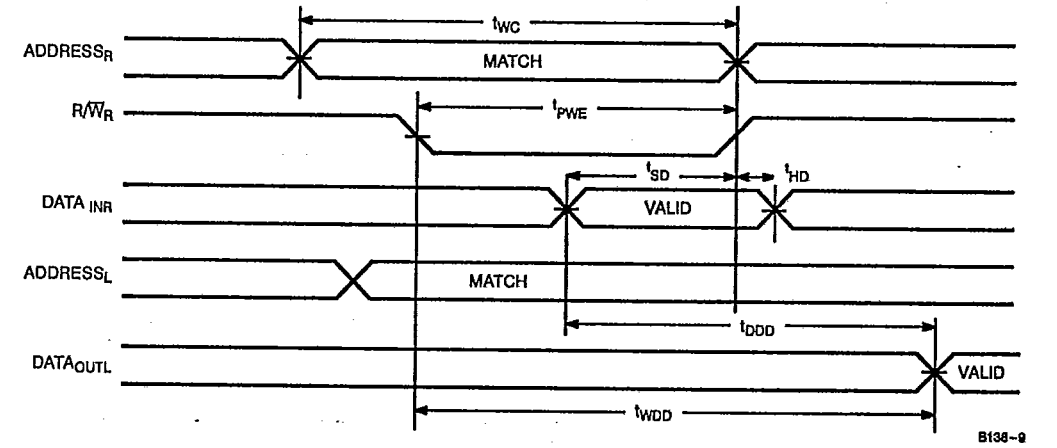 tWC
ADDRESSR
MATCH
R/W̅R
tPWE
tSD
tHD
DATA INR
VALID
ADDRESSL
MATCH
tDDD
DATAOUTL
VALID
tWDD
B138-9